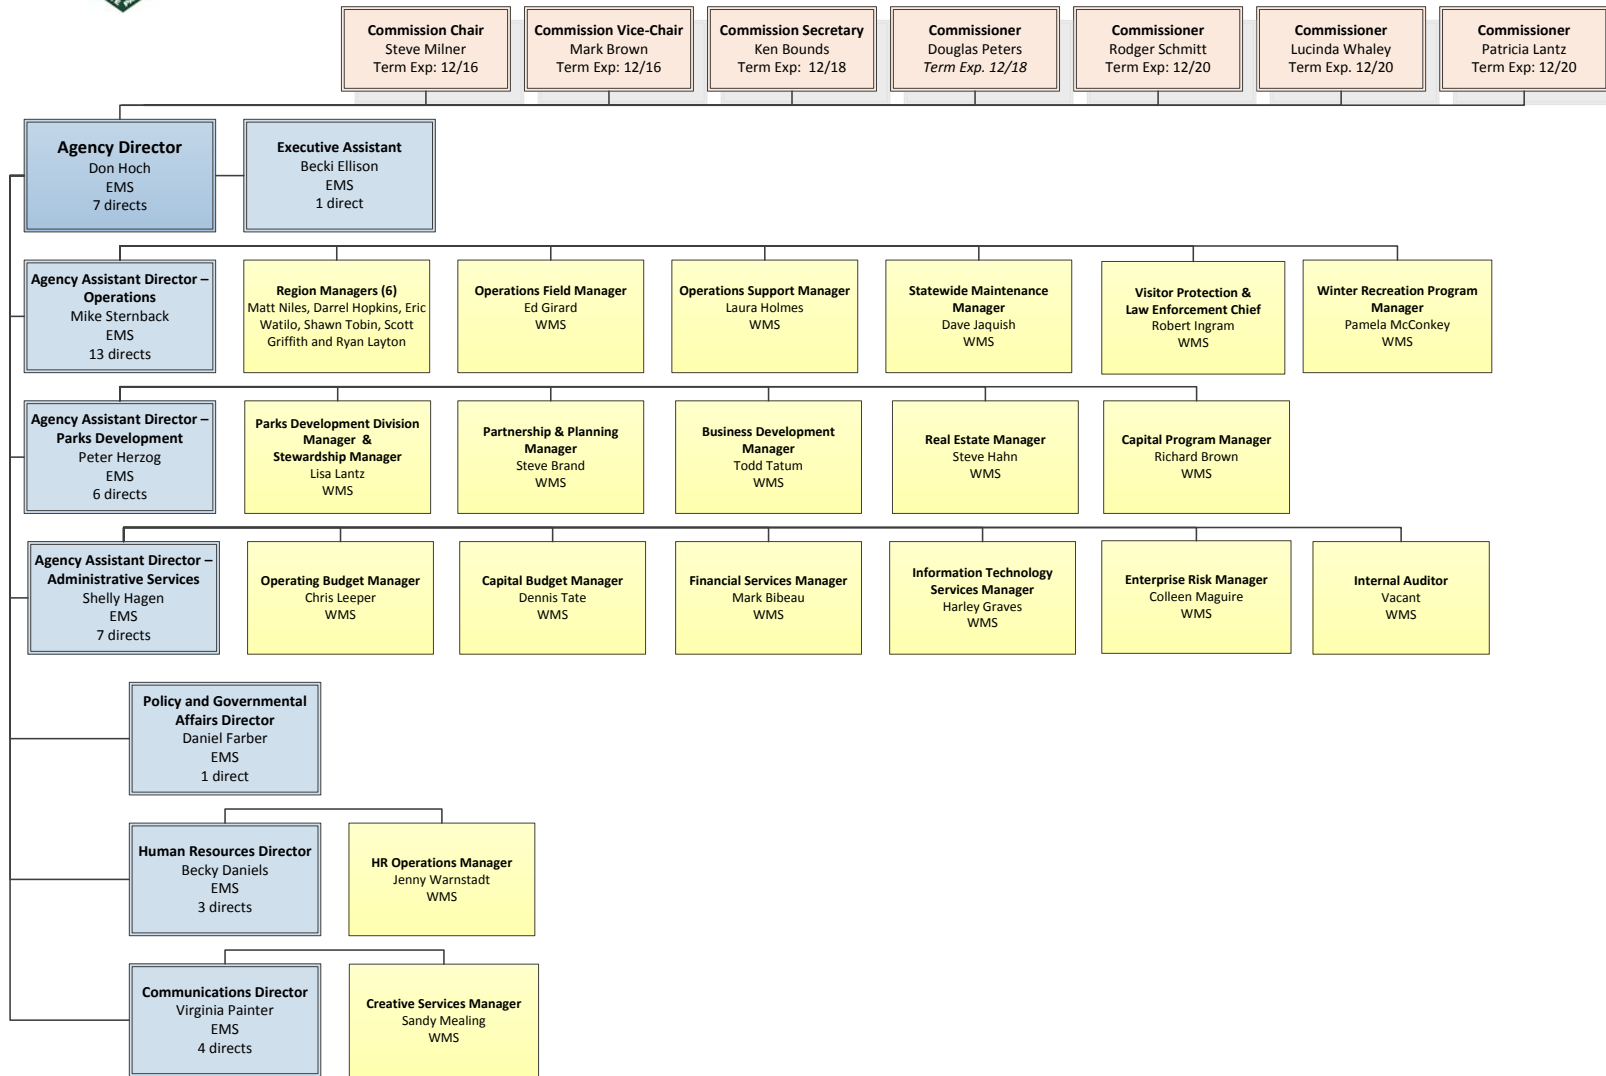 Commission Chair
Steve Milner
Term Exp: 12/16
Commission Vice-Chair
Mark Brown
Term Exp: 12/16
Commission Secretary
Ken Bounds
Term Exp: 12/18
Commissioner
Douglas Peters
Term Exp. 12/18
Commissioner
Rodger Schmitt
Term Exp: 12/20
Commissioner
Lucinda Whaley
Term Exp. 12/20
Commissioner
Patricia Lantz
Term Exp: 12/20
Agency Director
Don Hoch
EMS
7 directs
Executive Assistant
Becki Ellison
EMS
1 direct
Agency Assistant Director –
Operations
Mike Sternback
EMS
13 directs
Region Managers (6)
Matt Niles, Darrel Hopkins, Eric
Watilo, Shawn Tobin, Scott
Griffith and Ryan Layton
Operations Field Manager
Ed Girard
WMS
Operations Support Manager
Laura Holmes
WMS
Statewide Maintenance
Manager
Dave Jaquish
WMS
Visitor Protection &
Law Enforcement Chief
Robert Ingram
WMS
Winter Recreation Program
Manager
Pamela McConkey
WMS
Agency Assistant Director –
Parks Development
Peter Herzog
EMS
6 directs
Parks Development Division
Manager &
Stewardship Manager
Lisa Lantz
WMS
Partnership & Planning
Manager
Steve Brand
WMS
Business Development
Manager
Todd Tatum
WMS
Real Estate Manager
Steve Hahn
WMS
Capital Program Manager
Richard Brown
WMS
Agency Assistant Director –
Administrative Services
Shelly Hagen
EMS
7 directs
Operating Budget Manager
Chris Leeper
WMS
Capital Budget Manager
Dennis Tate
WMS
Financial Services Manager
Mark Bibeau
WMS
Information Technology
Services Manager
Harley Graves
WMS
Enterprise Risk Manager
Colleen Maguire
WMS
Internal Auditor
Vacant
WMS
Policy and Governmental
Affairs Director
Daniel Farber
EMS
1 direct
Human Resources Director
Becky Daniels
EMS
3 directs
HR Operations Manager
Jenny Warnstadt
WMS
Communications Director
Virginia Painter
EMS
4 directs
Creative Services Manager
Sandy Mealing
WMS